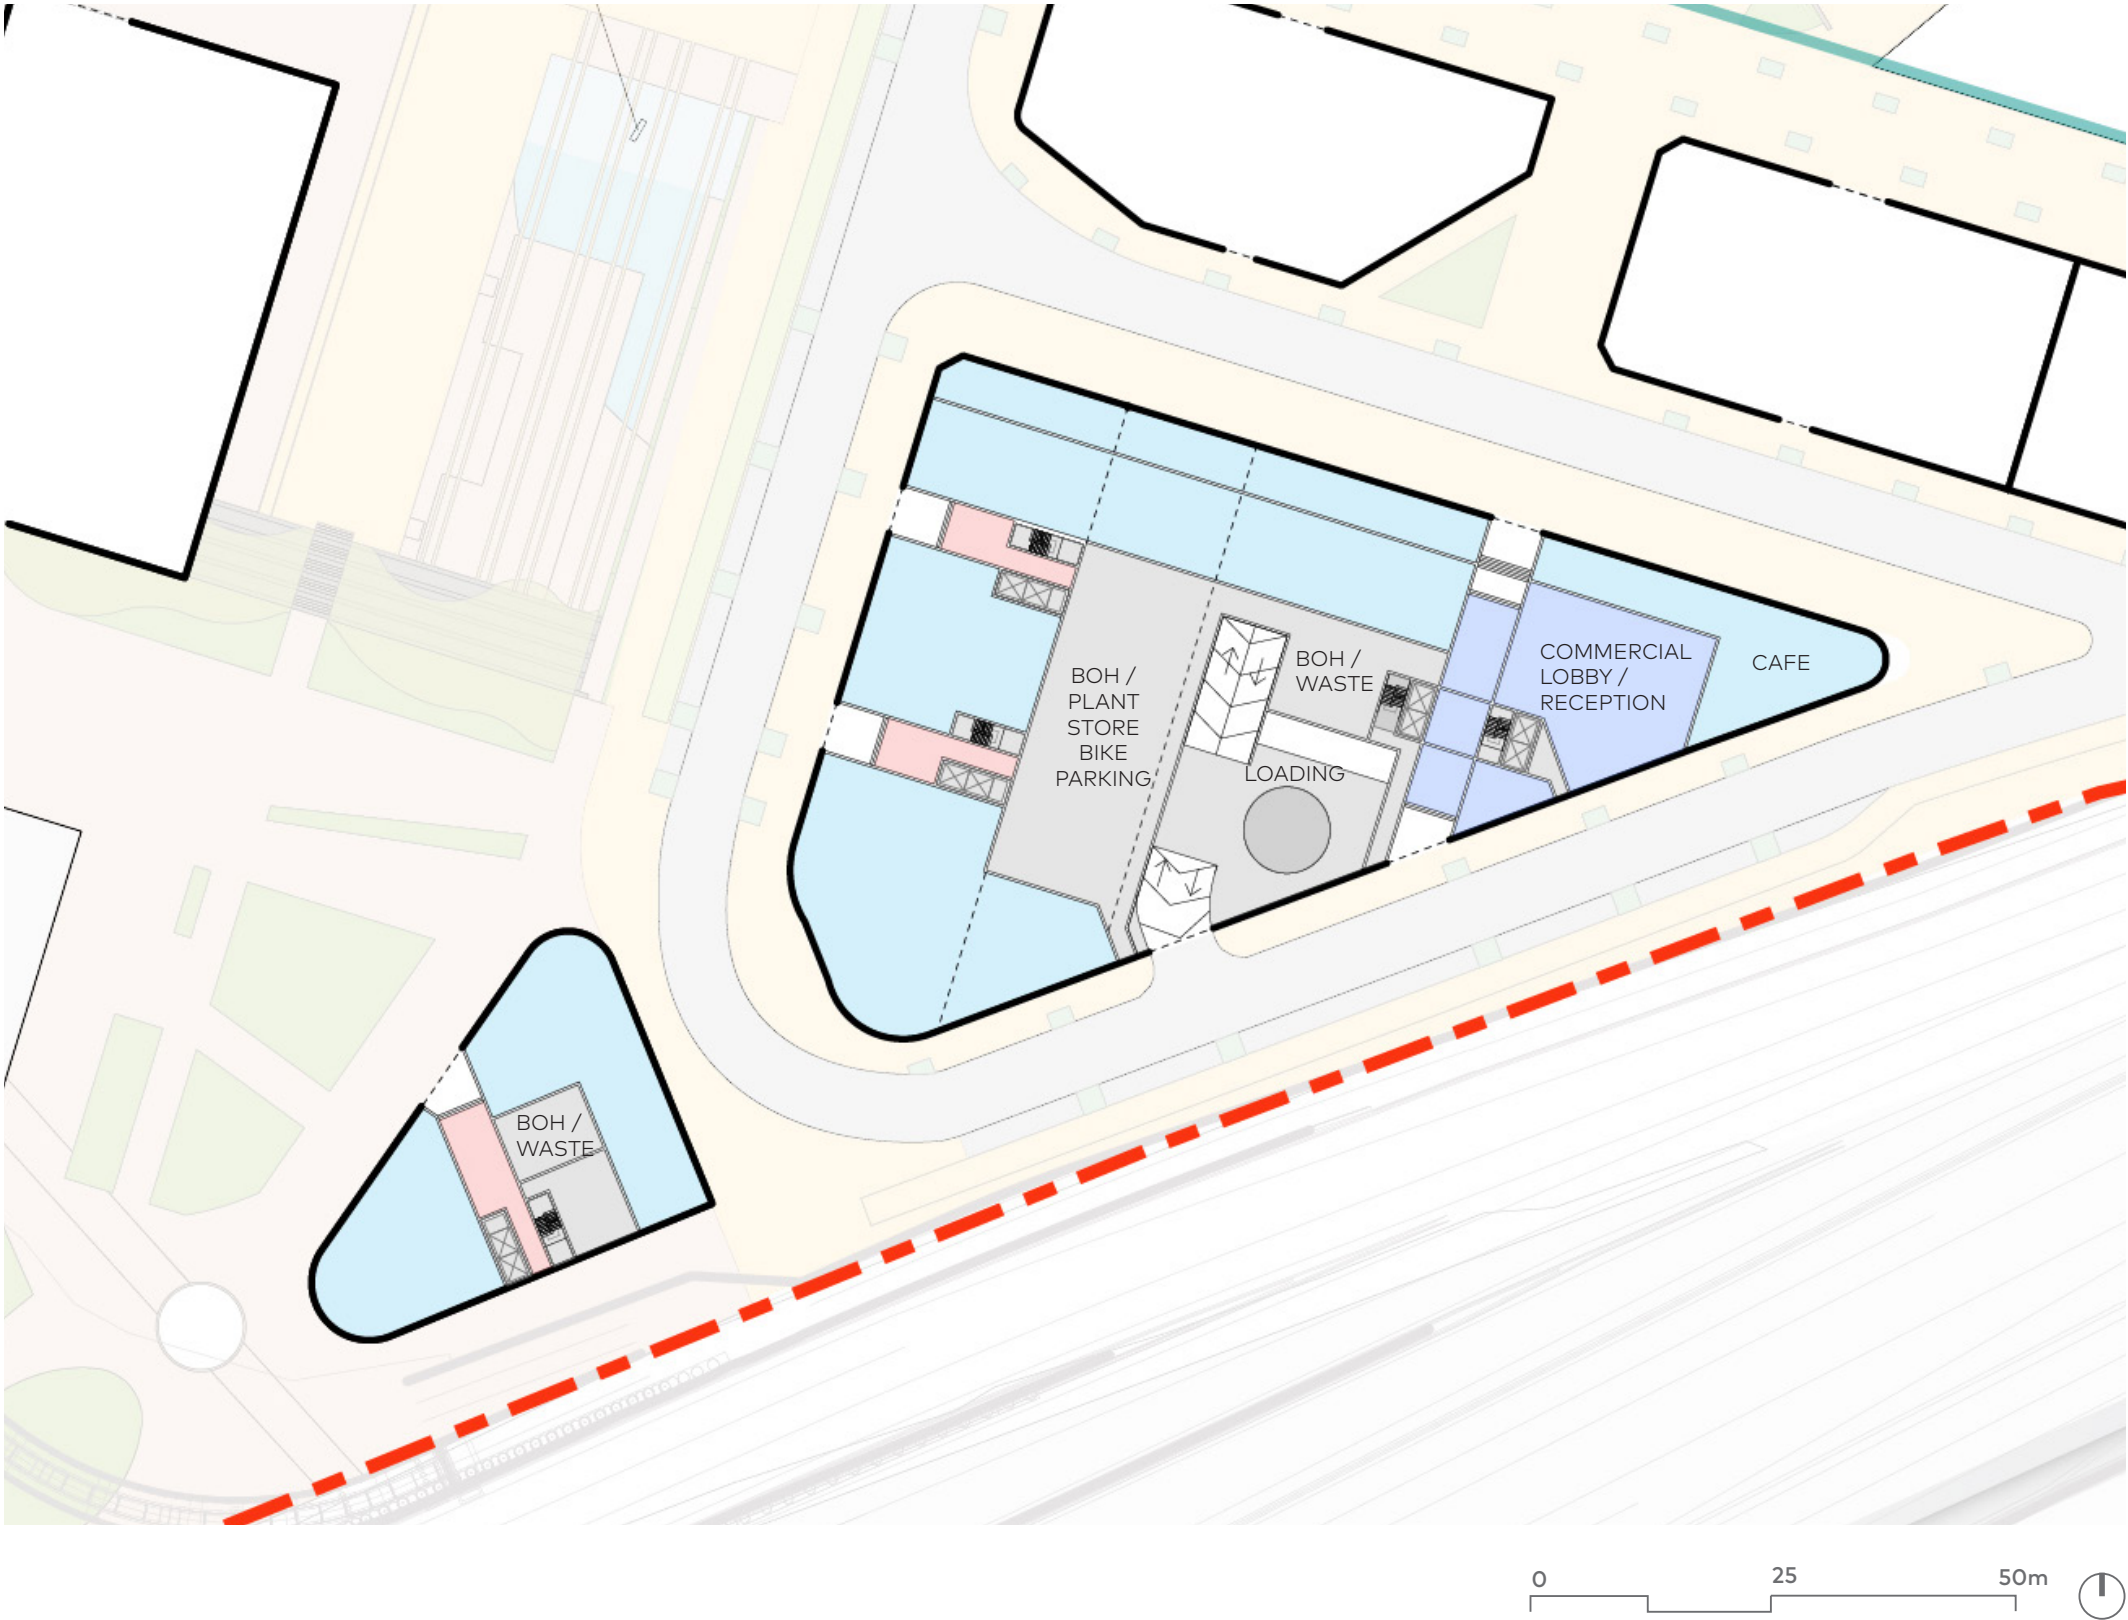 BOH /
PLANT
STORE
BIKE
PARKING
BOH /
WASTE
LOADING
COMMERCIAL
LOBBY /
RECEPTION
CAFE
BOH /
WASTE
0 25 50m